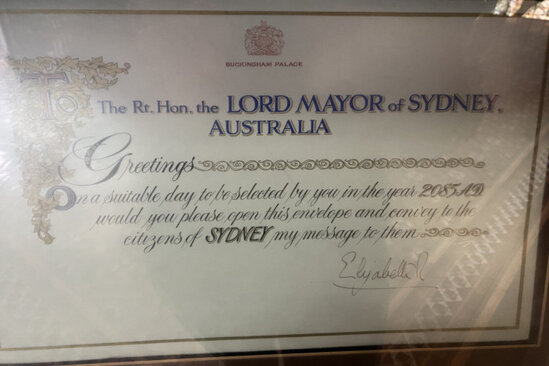 BUCKINGHAM PALACE
To The Rt. Hon. the LORD MAYOR of SYDNEY.
AUSTRALIA
Greetings
On a suitable day to be selected by you in the year 2085 A.D
would you please open this envelope and convey to the
citizens of SYDNEY my message to them
Elizabeth R